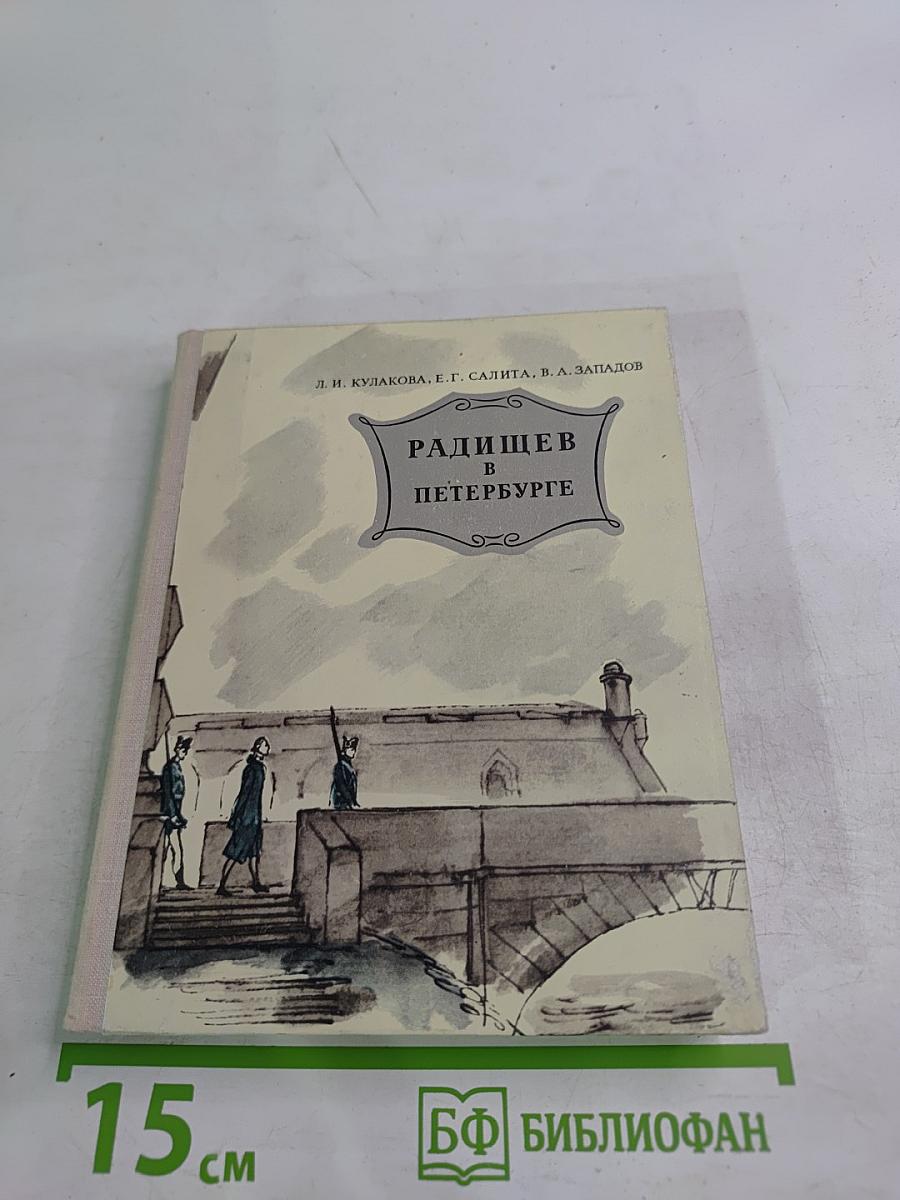 Л. И. КУЛАКОВА, Е. Г. САЛИТА, В. А. ЗАПАДОВ
РАДИЩЕВ
В
ПЕТЕРБУРГЕ
15 см
БФ БИБЛИОФАН